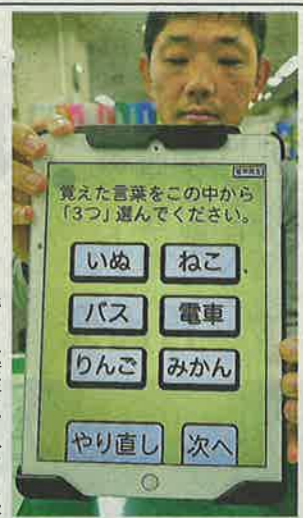 覚えた言葉をこの中から
「3つ」選んでください。
いぬ ねこ
バス 電車
りんご みかん
やり直し 次へ